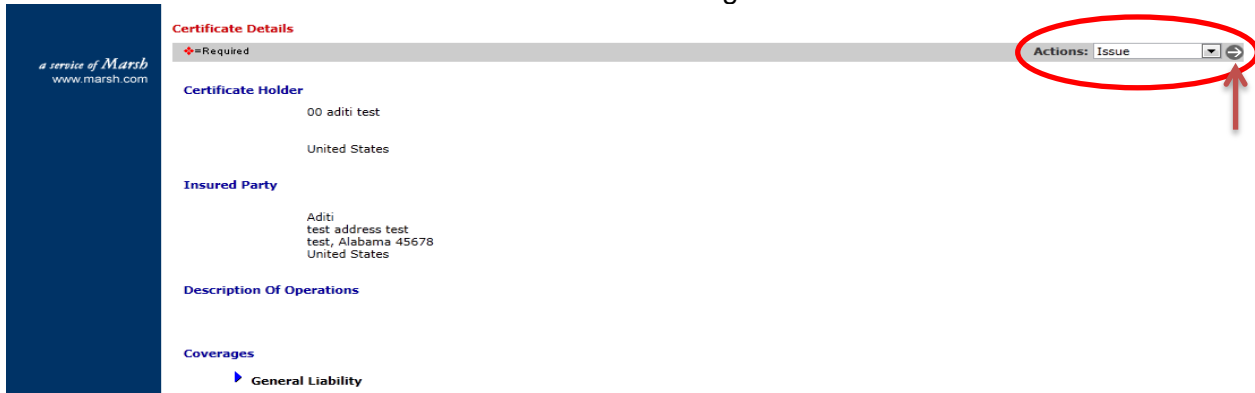 Certificate Details
❖=Required
Actions: Issue
a service of Marsh
www.marsh.com
Certificate Holder
00 aditi test
United States
Insured Party
Aditi
test address test
test, Alabama 45678
United States
Description Of Operations
Coverages
General Liability